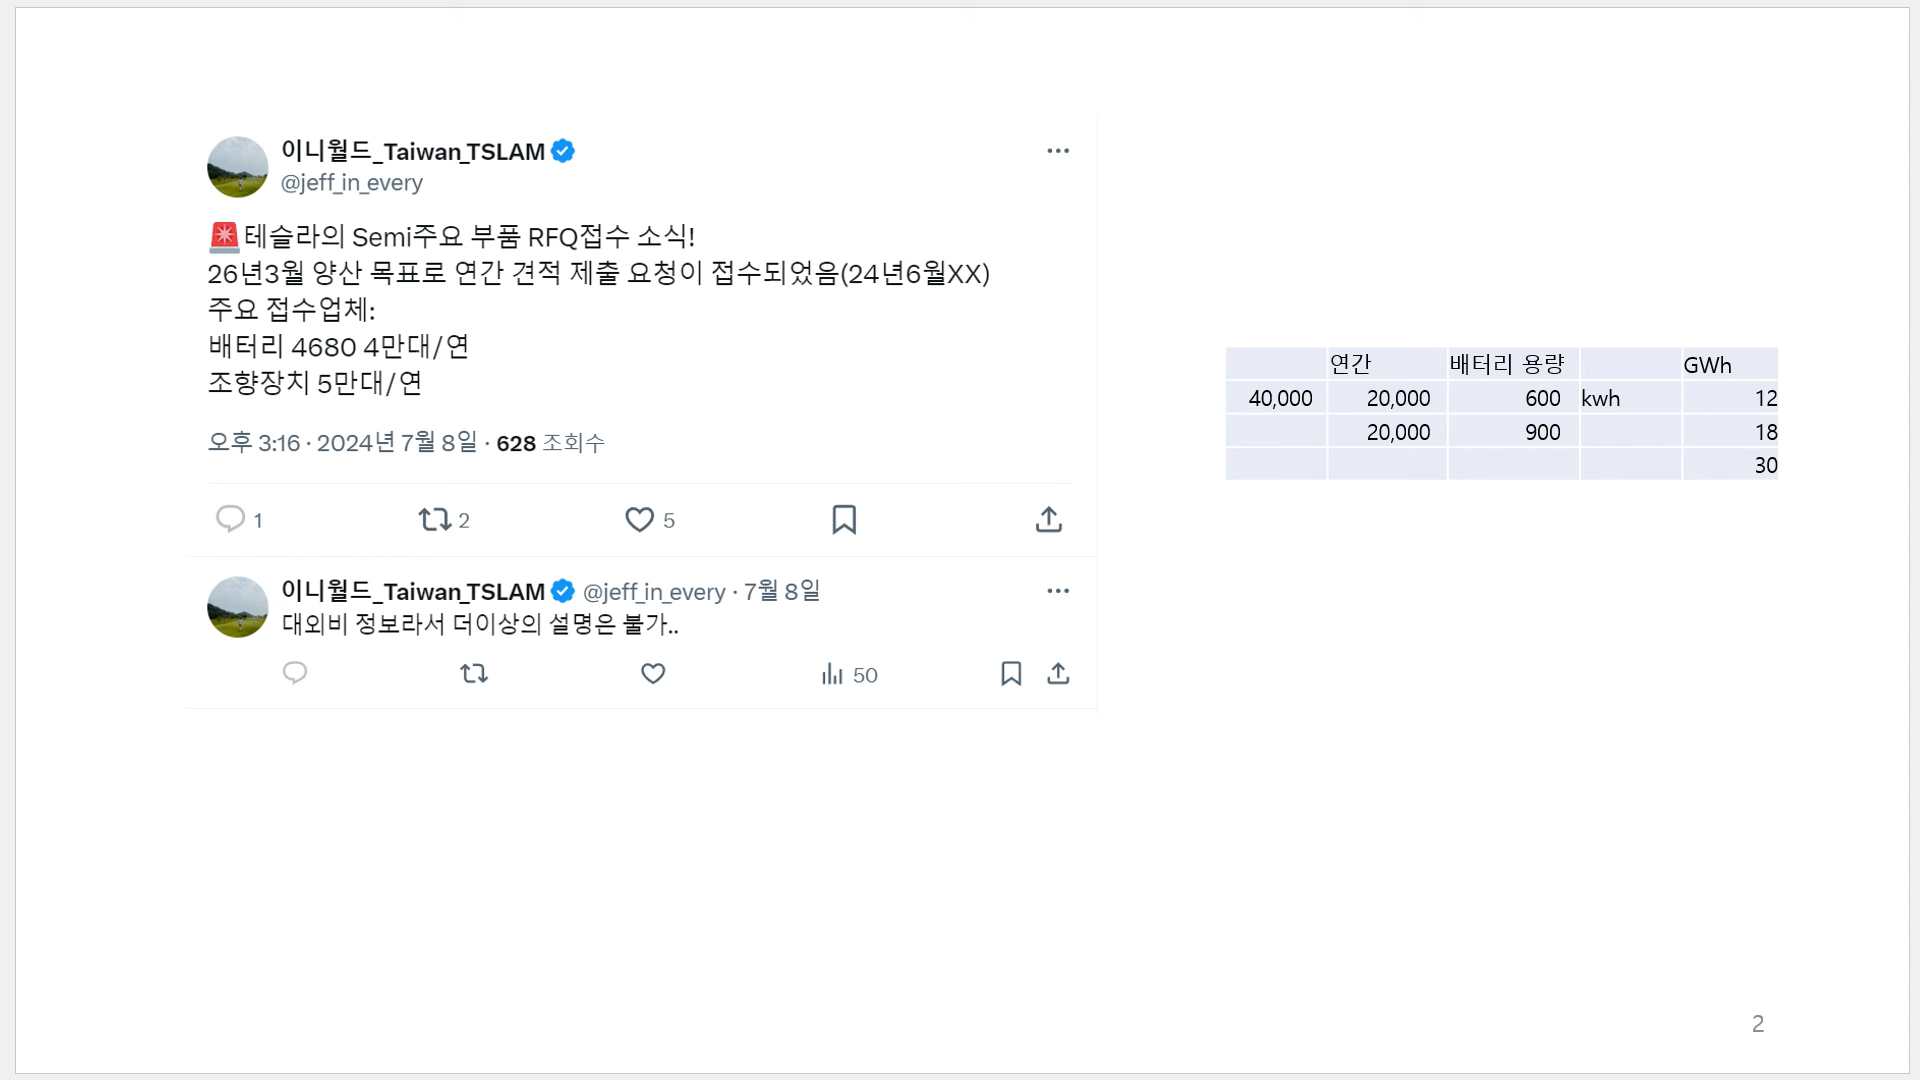 이니월드_Taiwan_TSLAM
@jeff_in_every
🚨테슬라의 Semi주요 부품 RFQ접수 소식!
26년3월 양산 목표로 연간 견적 제출 요청이 접수되었음(24년6월XX)
주요 접수업체:
배터리 4680 4만대/연
조향장치 5만대/연
오후 3:16 · 2024년 7월 8일 · 628 조회수
1 2 5
이니월드_Taiwan_TSLAM @jeff_in_every · 7월 8일
대외비 정보라서 더이상의 설명은 불가..
50
연간 배터리 용량 GWh
40,000 20,000 600 kwh 12
20,000 900 18
30
2